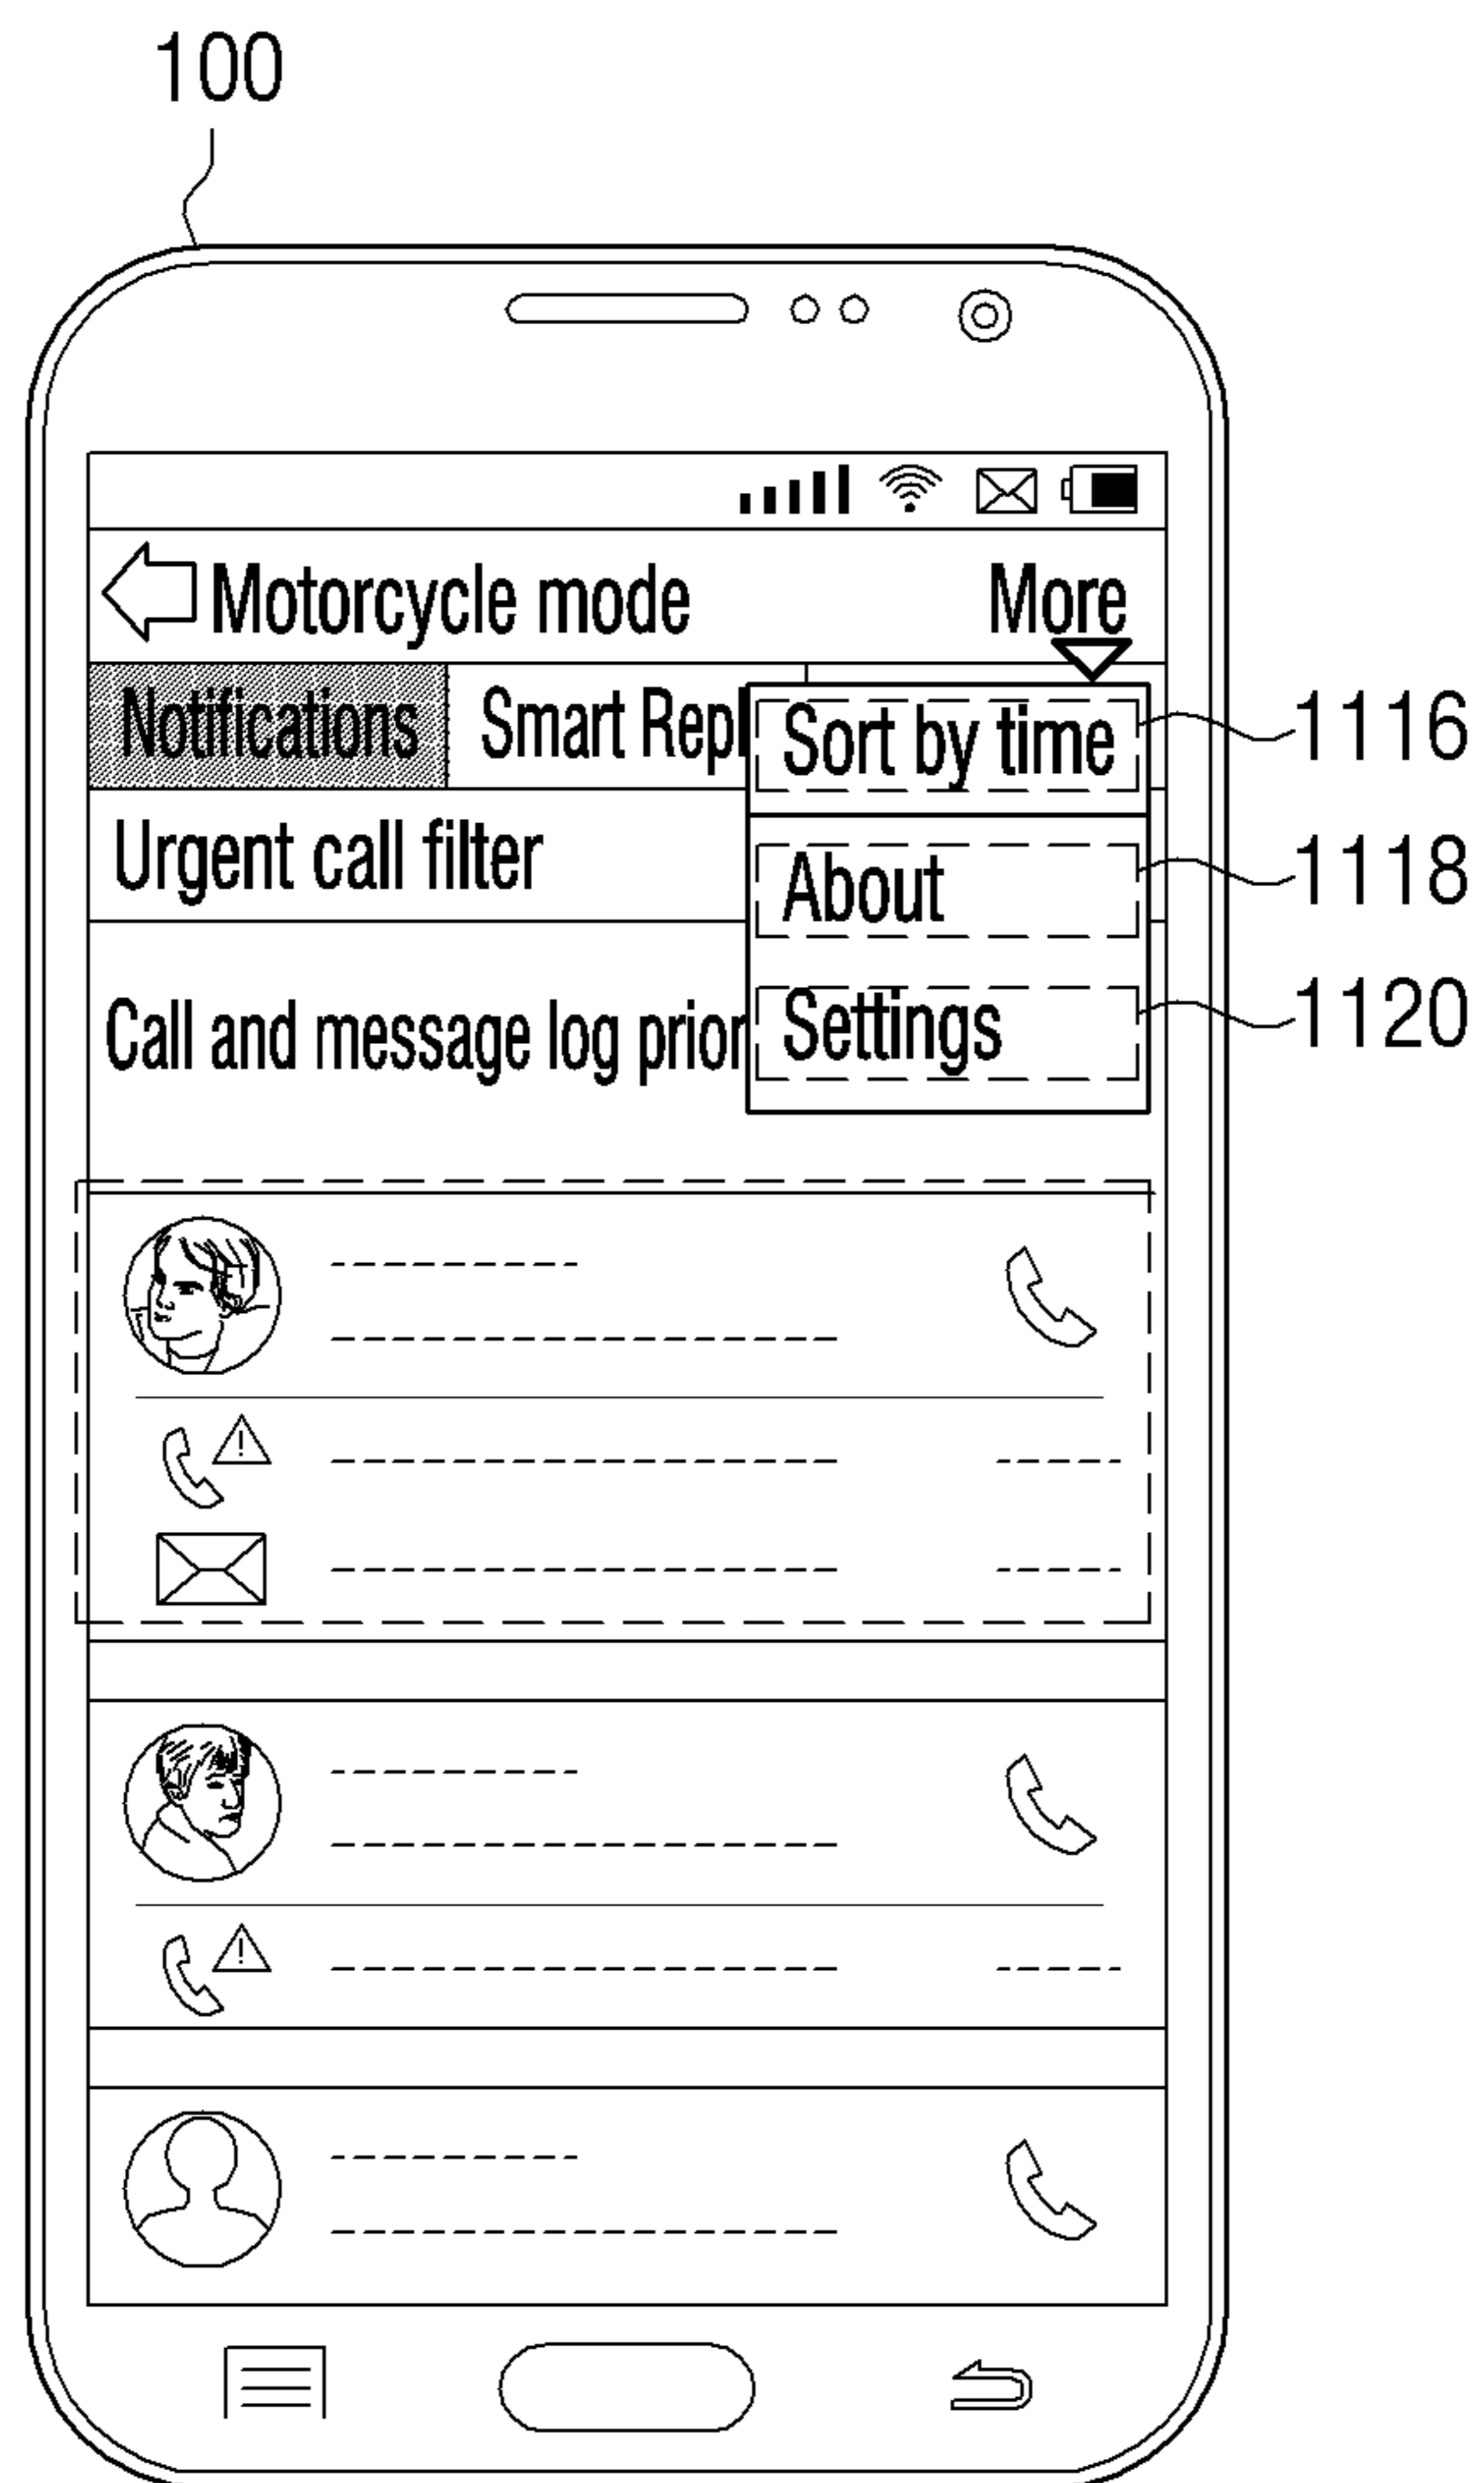 100
Motorcycle mode More
Notifications Smart Repl
Sort by time 1116
Urgent call filter
About 1118
Call and message log prior
Settings 1120